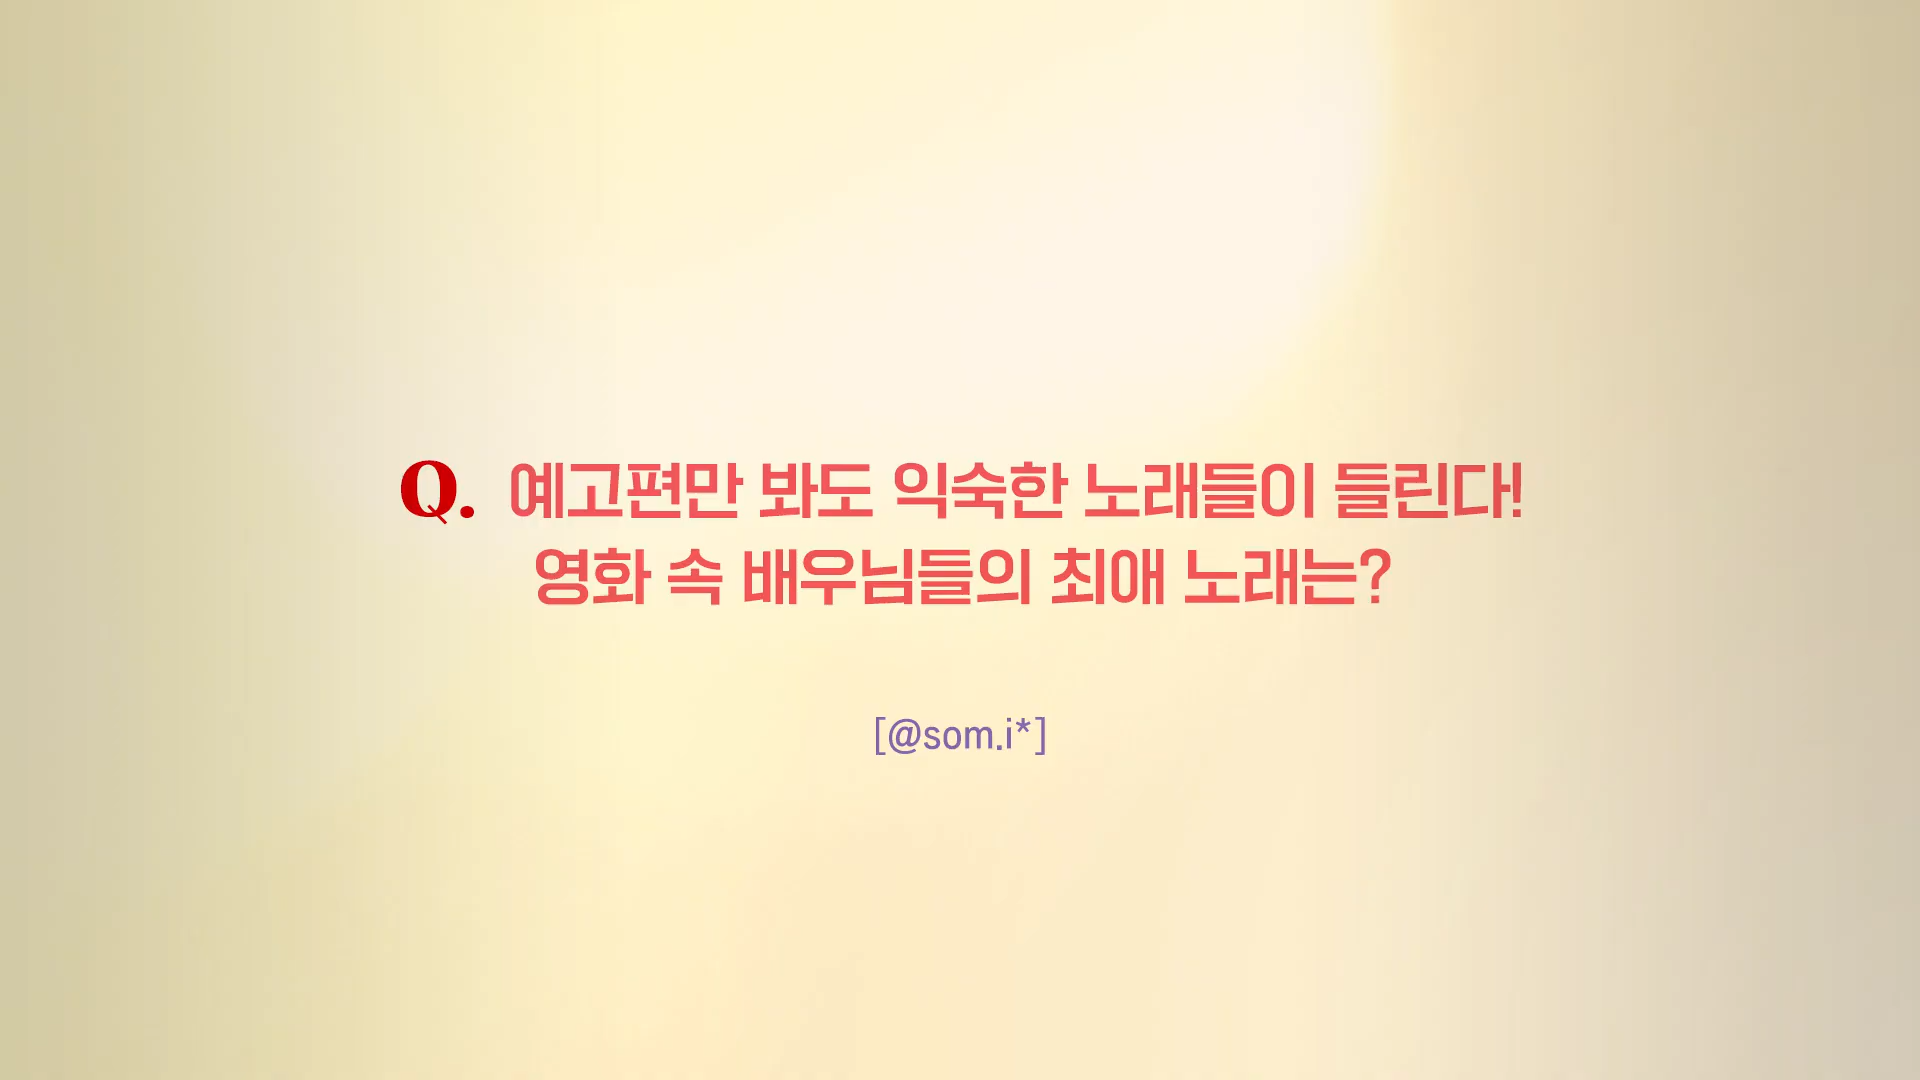 Q. 예고편만 봐도 익숙한 노래들이 들린다!
영화 속 배우님들의 최애 노래는?
[@som.i*]